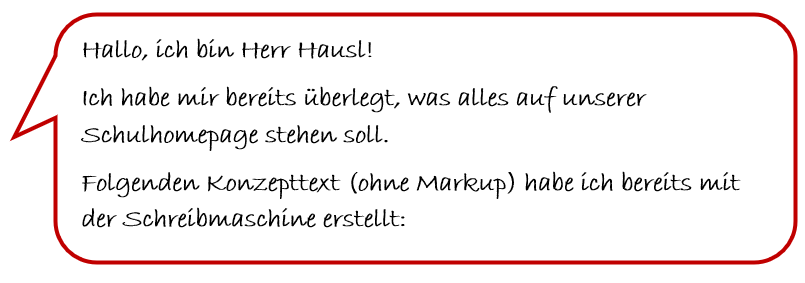 Hallo, ich bin Herr Hausl!
Ich habe mir bereits überlegt, was alles auf unserer
Schulhomepage stehen soll.
Folgenden Konzepttext (ohne Markup) habe ich bereits mit
der Schreibmaschine erstellt: